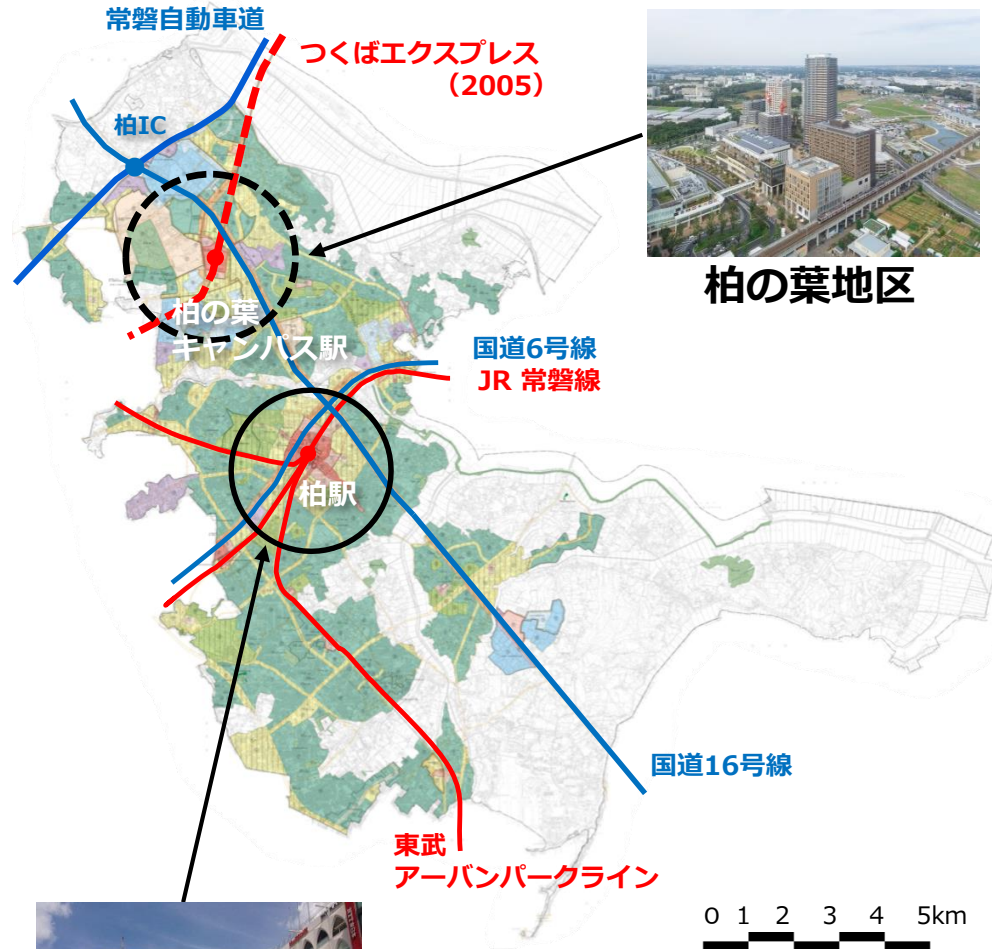 常磐自動車道
つくばエクスプレス
（2005）
柏IC
柏の葉地区
柏の葉
キャンパス駅
国道6号線
JR 常磐線
柏駅
国道16号線
東武
アーバンパークライン
0 1 2 3 4 5km